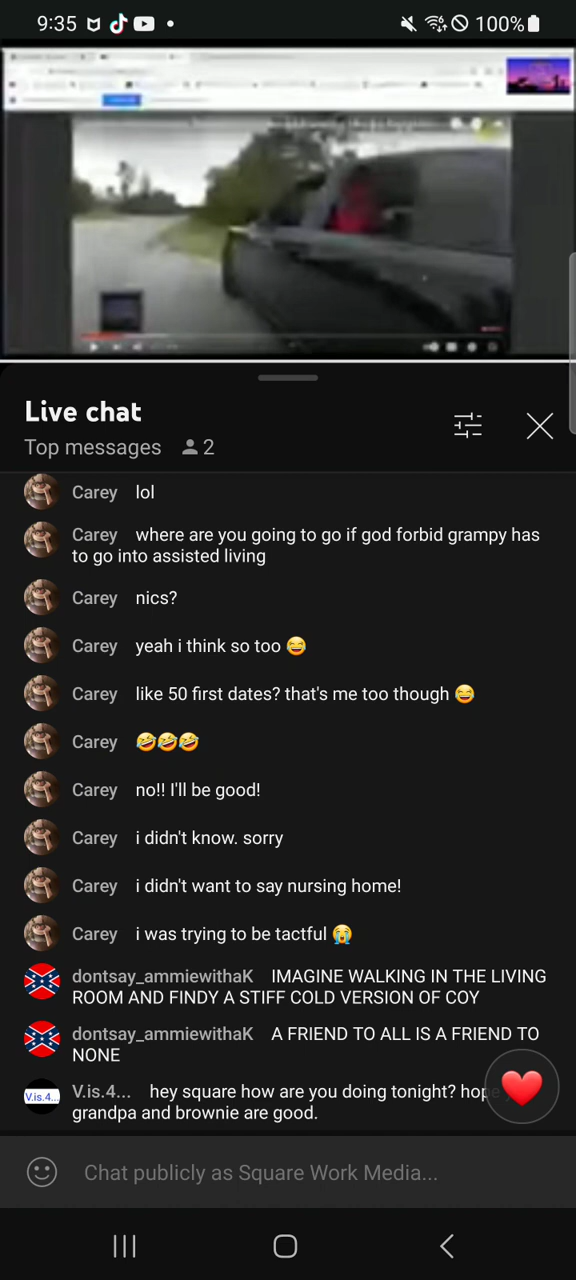 9:35
100%
Live chat
Top messages 2
Carey lol
Carey where are you going to go if god forbid grampy has
to go into assisted living
Carey nics?
Carey yeah i think so too 😂
Carey like 50 first dates? that's me too though 😂
Carey 🤣🤣🤣
Carey no!! I'll be good!
Carey i didn't know. sorry
Carey i didn't want to say nursing home!
Carey i was trying to be tactful 😭
dontsay_ammiewithaK IMAGINE WALKING IN THE LIVING
ROOM AND FINDY A STIFF COLD VERSION OF COY
dontsay_ammiewithaK A FRIEND TO ALL IS A FRIEND TO
NONE
V.is.4...
V.is.4... hey square how are you doing tonight? hop
grandpa and brownie are good.
Chat publicly as Square Work Media...